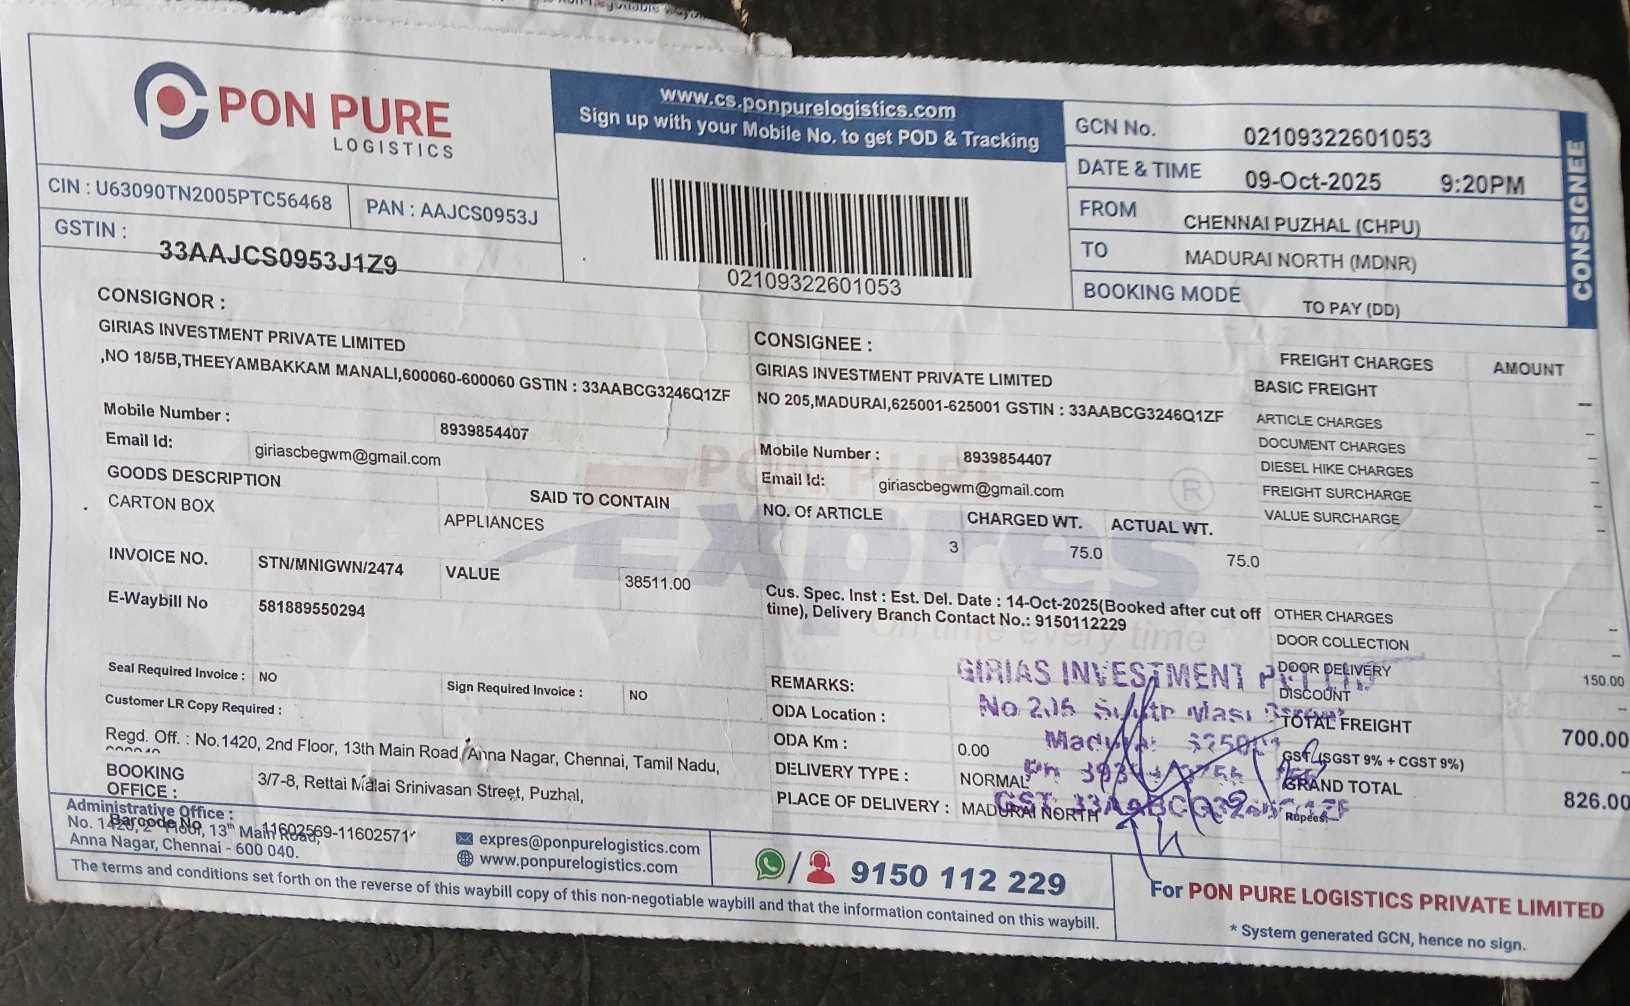 PON PURE
LOGISTICS
CIN : U63090TN2005PTC56468
PAN : AAJCS0953J
GSTIN :
33AAJCS0953J1Z9
www.cs.ponpurelogistics.com
Sign up with your Mobile No. to get POD & Tracking
02109322601053
GCN No. 02109322601053
DATE & TIME 09-Oct-2025 9:20PM
FROM CHENNAI PUZHAL (CHPU)
TO MADURAI NORTH (MDNR)
BOOKING MODE TO PAY (DD)
CONSIGNEE
CONSIGNOR :
GIRIAS INVESTMENT PRIVATE LIMITED
,NO 18/5B,THEEYAMBAKKAM MANALI,600060-600060 GSTIN : 33AABCG3246Q1ZF
Mobile Number : 8939854407
Email Id: giriascbegwm@gmail.com
GOODS DESCRIPTION SAID TO CONTAIN
CARTON BOX APPLIANCES
INVOICE NO. STN/MNIGWN/2474 VALUE 38511.00
E-Waybill No 581889550294
Seal Required Invoice : NO Sign Required Invoice : NO
Customer LR Copy Required :
Regd. Off. : No.1420, 2nd Floor, 13th Main Road, Anna Nagar, Chennai, Tamil Nadu,
BOOKING OFFICE : 3/7-8, Rettai Malai Srinivasan Street, Puzhal,
Barcode No 11602569-11602571
CONSIGNEE :
GIRIAS INVESTMENT PRIVATE LIMITED
NO 205,MADURAI,625001-625001 GSTIN : 33AABCG3246Q1ZF
Mobile Number : 8939854407
Email Id: giriascbegwm@gmail.com
NO. Of ARTICLE CHARGED WT. ACTUAL WT.
3 75.0 75.0
Cus. Spec. Inst : Est. Del. Date : 14-Oct-2025(Booked after cut off
time), Delivery Branch Contact No.: 9150112229
REMARKS:
ODA Location :
ODA Km : 0.00
DELIVERY TYPE : NORMAL
PLACE OF DELIVERY : MADURAI NORTH
Expres
On time every time
GIRIAS INVESTMENT
FREIGHT CHARGES AMOUNT
BASIC FREIGHT --
ARTICLE CHARGES --
DOCUMENT CHARGES --
DIESEL HIKE CHARGES --
FREIGHT SURCHARGE --
VALUE SURCHARGE --
OTHER CHARGES --
DOOR COLLECTION --
DOOR DELIVERY 150.00
DISCOUNT
TOTAL FREIGHT 700.00
GST (SGST 9% + CGST 9%)
GRAND TOTAL 826.00
Rupees:
Administrative Office :
No. 1420, 2nd Floor, 13th Main Road,
Anna Nagar, Chennai - 600 040.
expres@ponpurelogistics.com
www.ponpurelogistics.com
9150 112 229
The terms and conditions set forth on the reverse of this waybill copy of this non-negotiable waybill and that the information contained on this waybill.
For PON PURE LOGISTICS PRIVATE LIMITED
* System generated GCN, hence no sign.